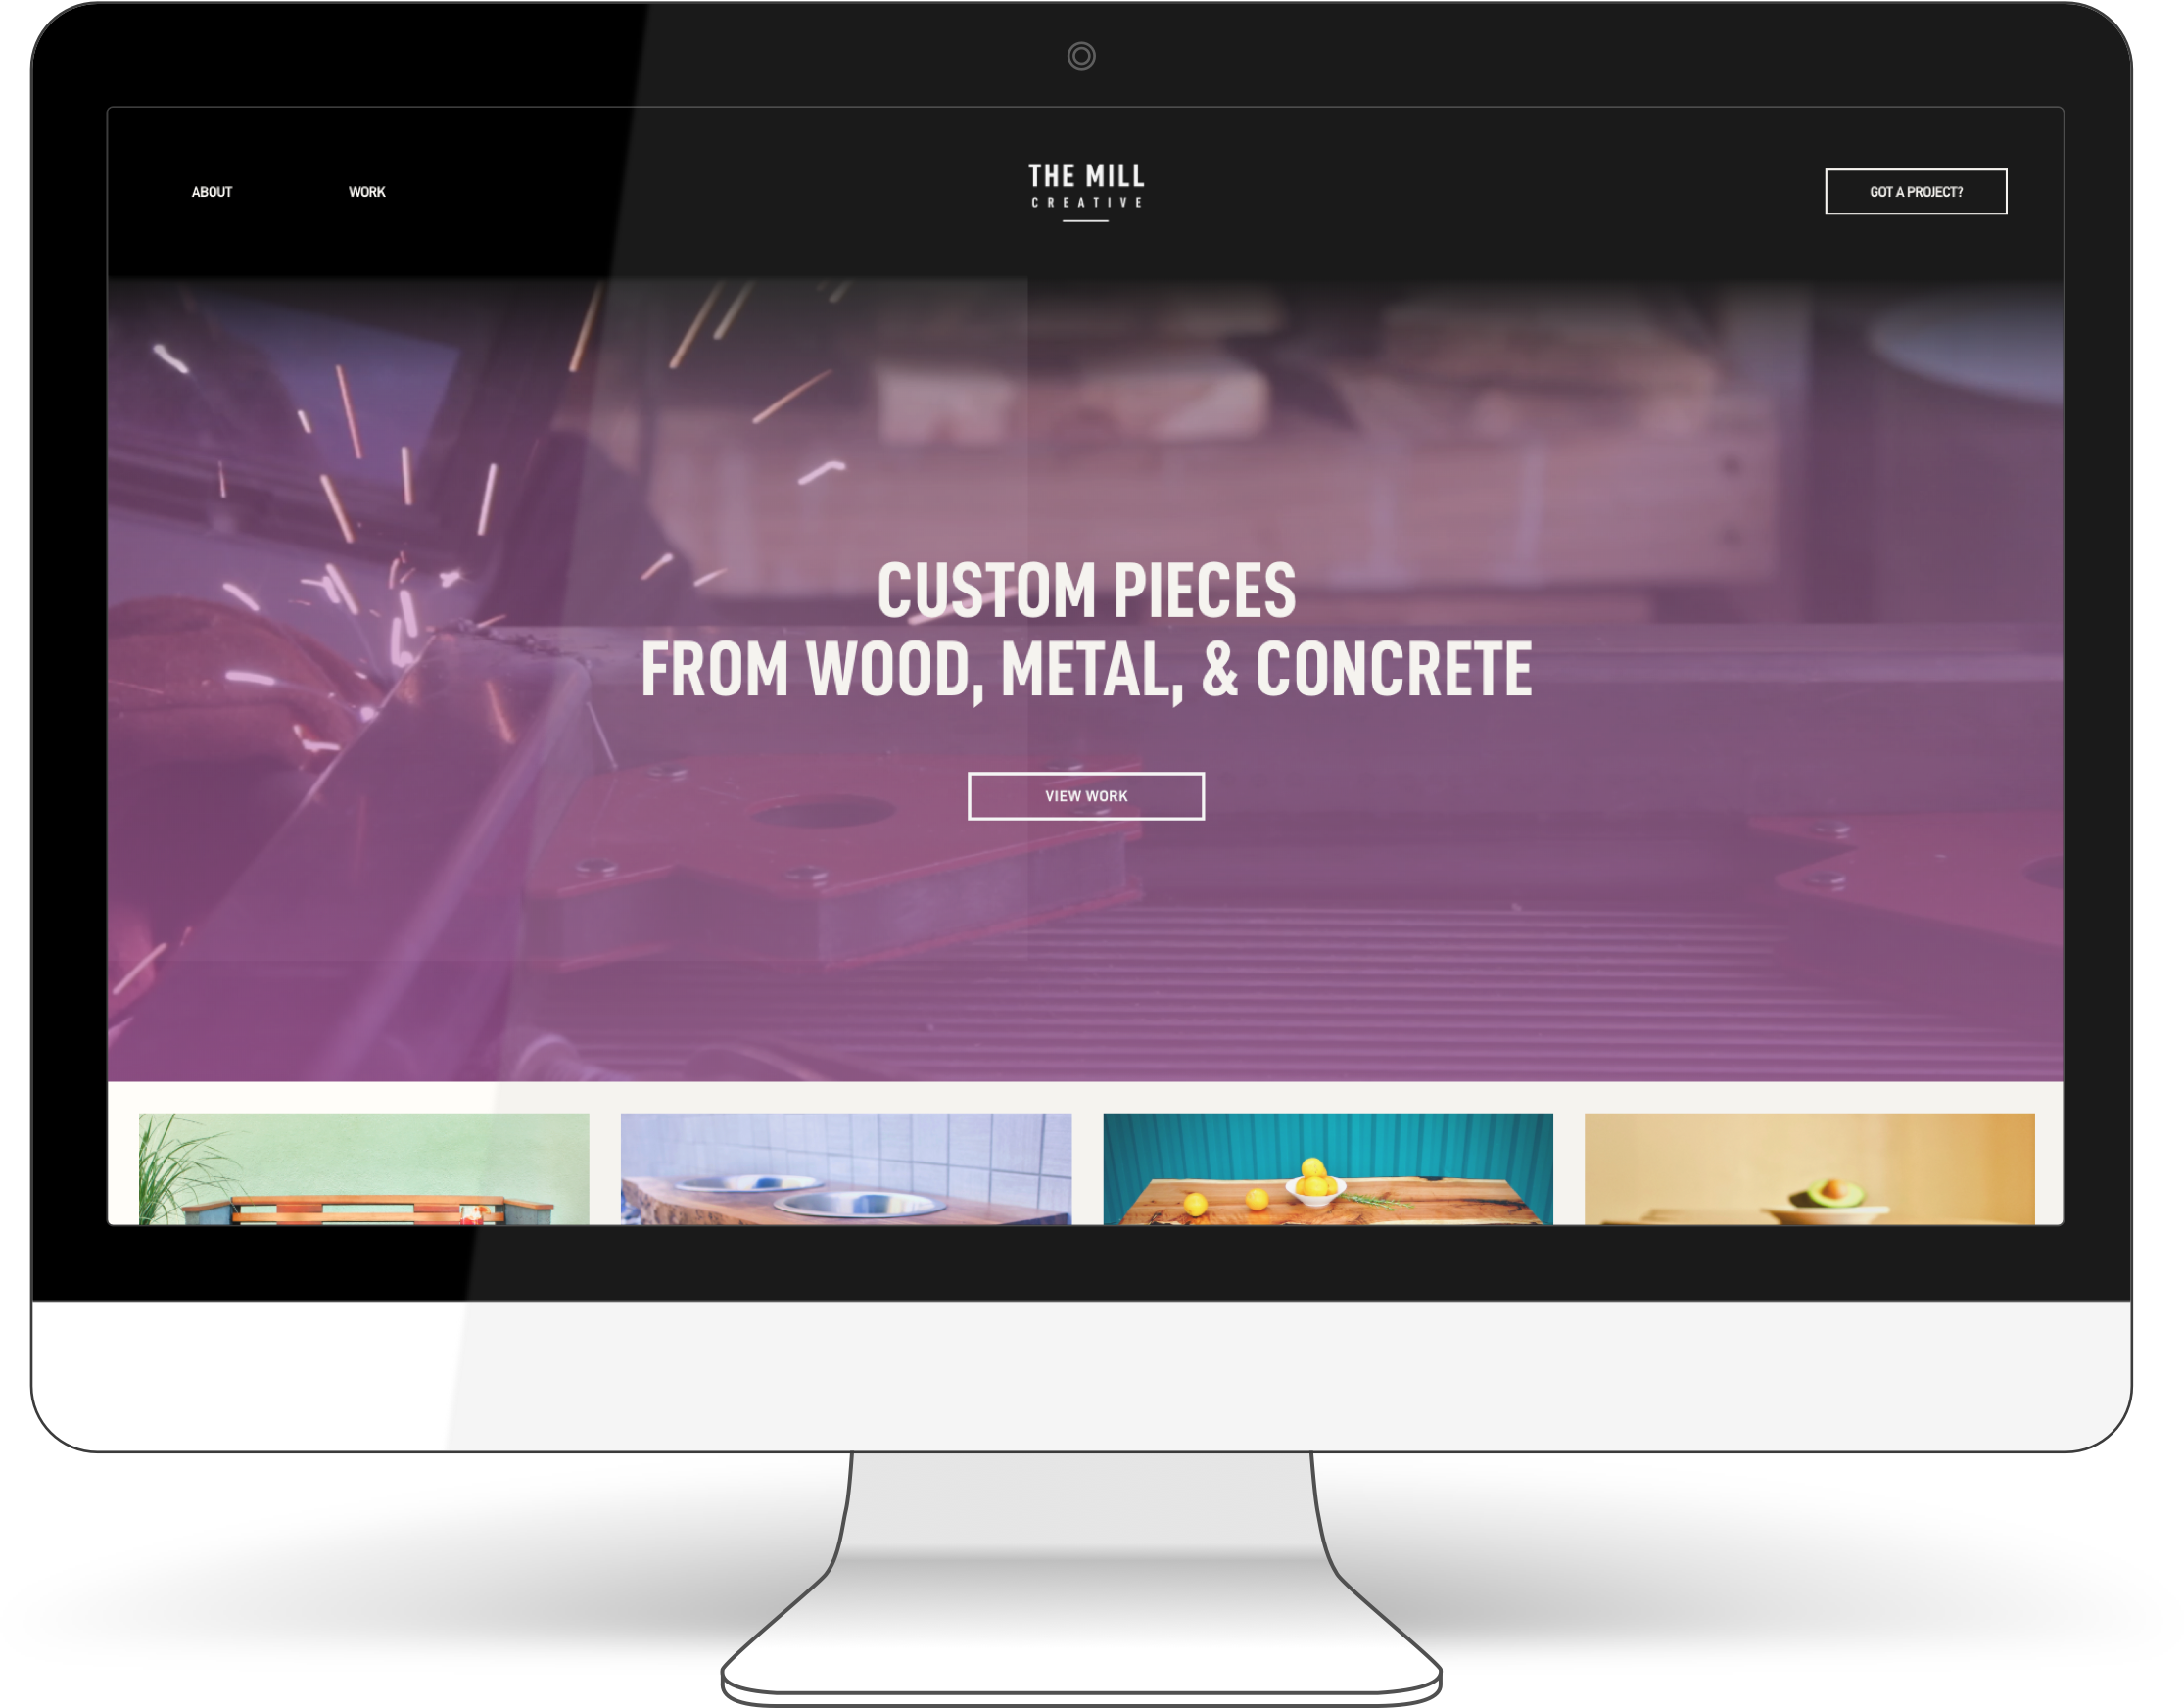 ABOUT
WORK
THE MILL
CREATIVE
GOT A PROJECT?
CUSTOM PIECES
FROM WOOD, METAL, & CONCRETE
VIEW WORK